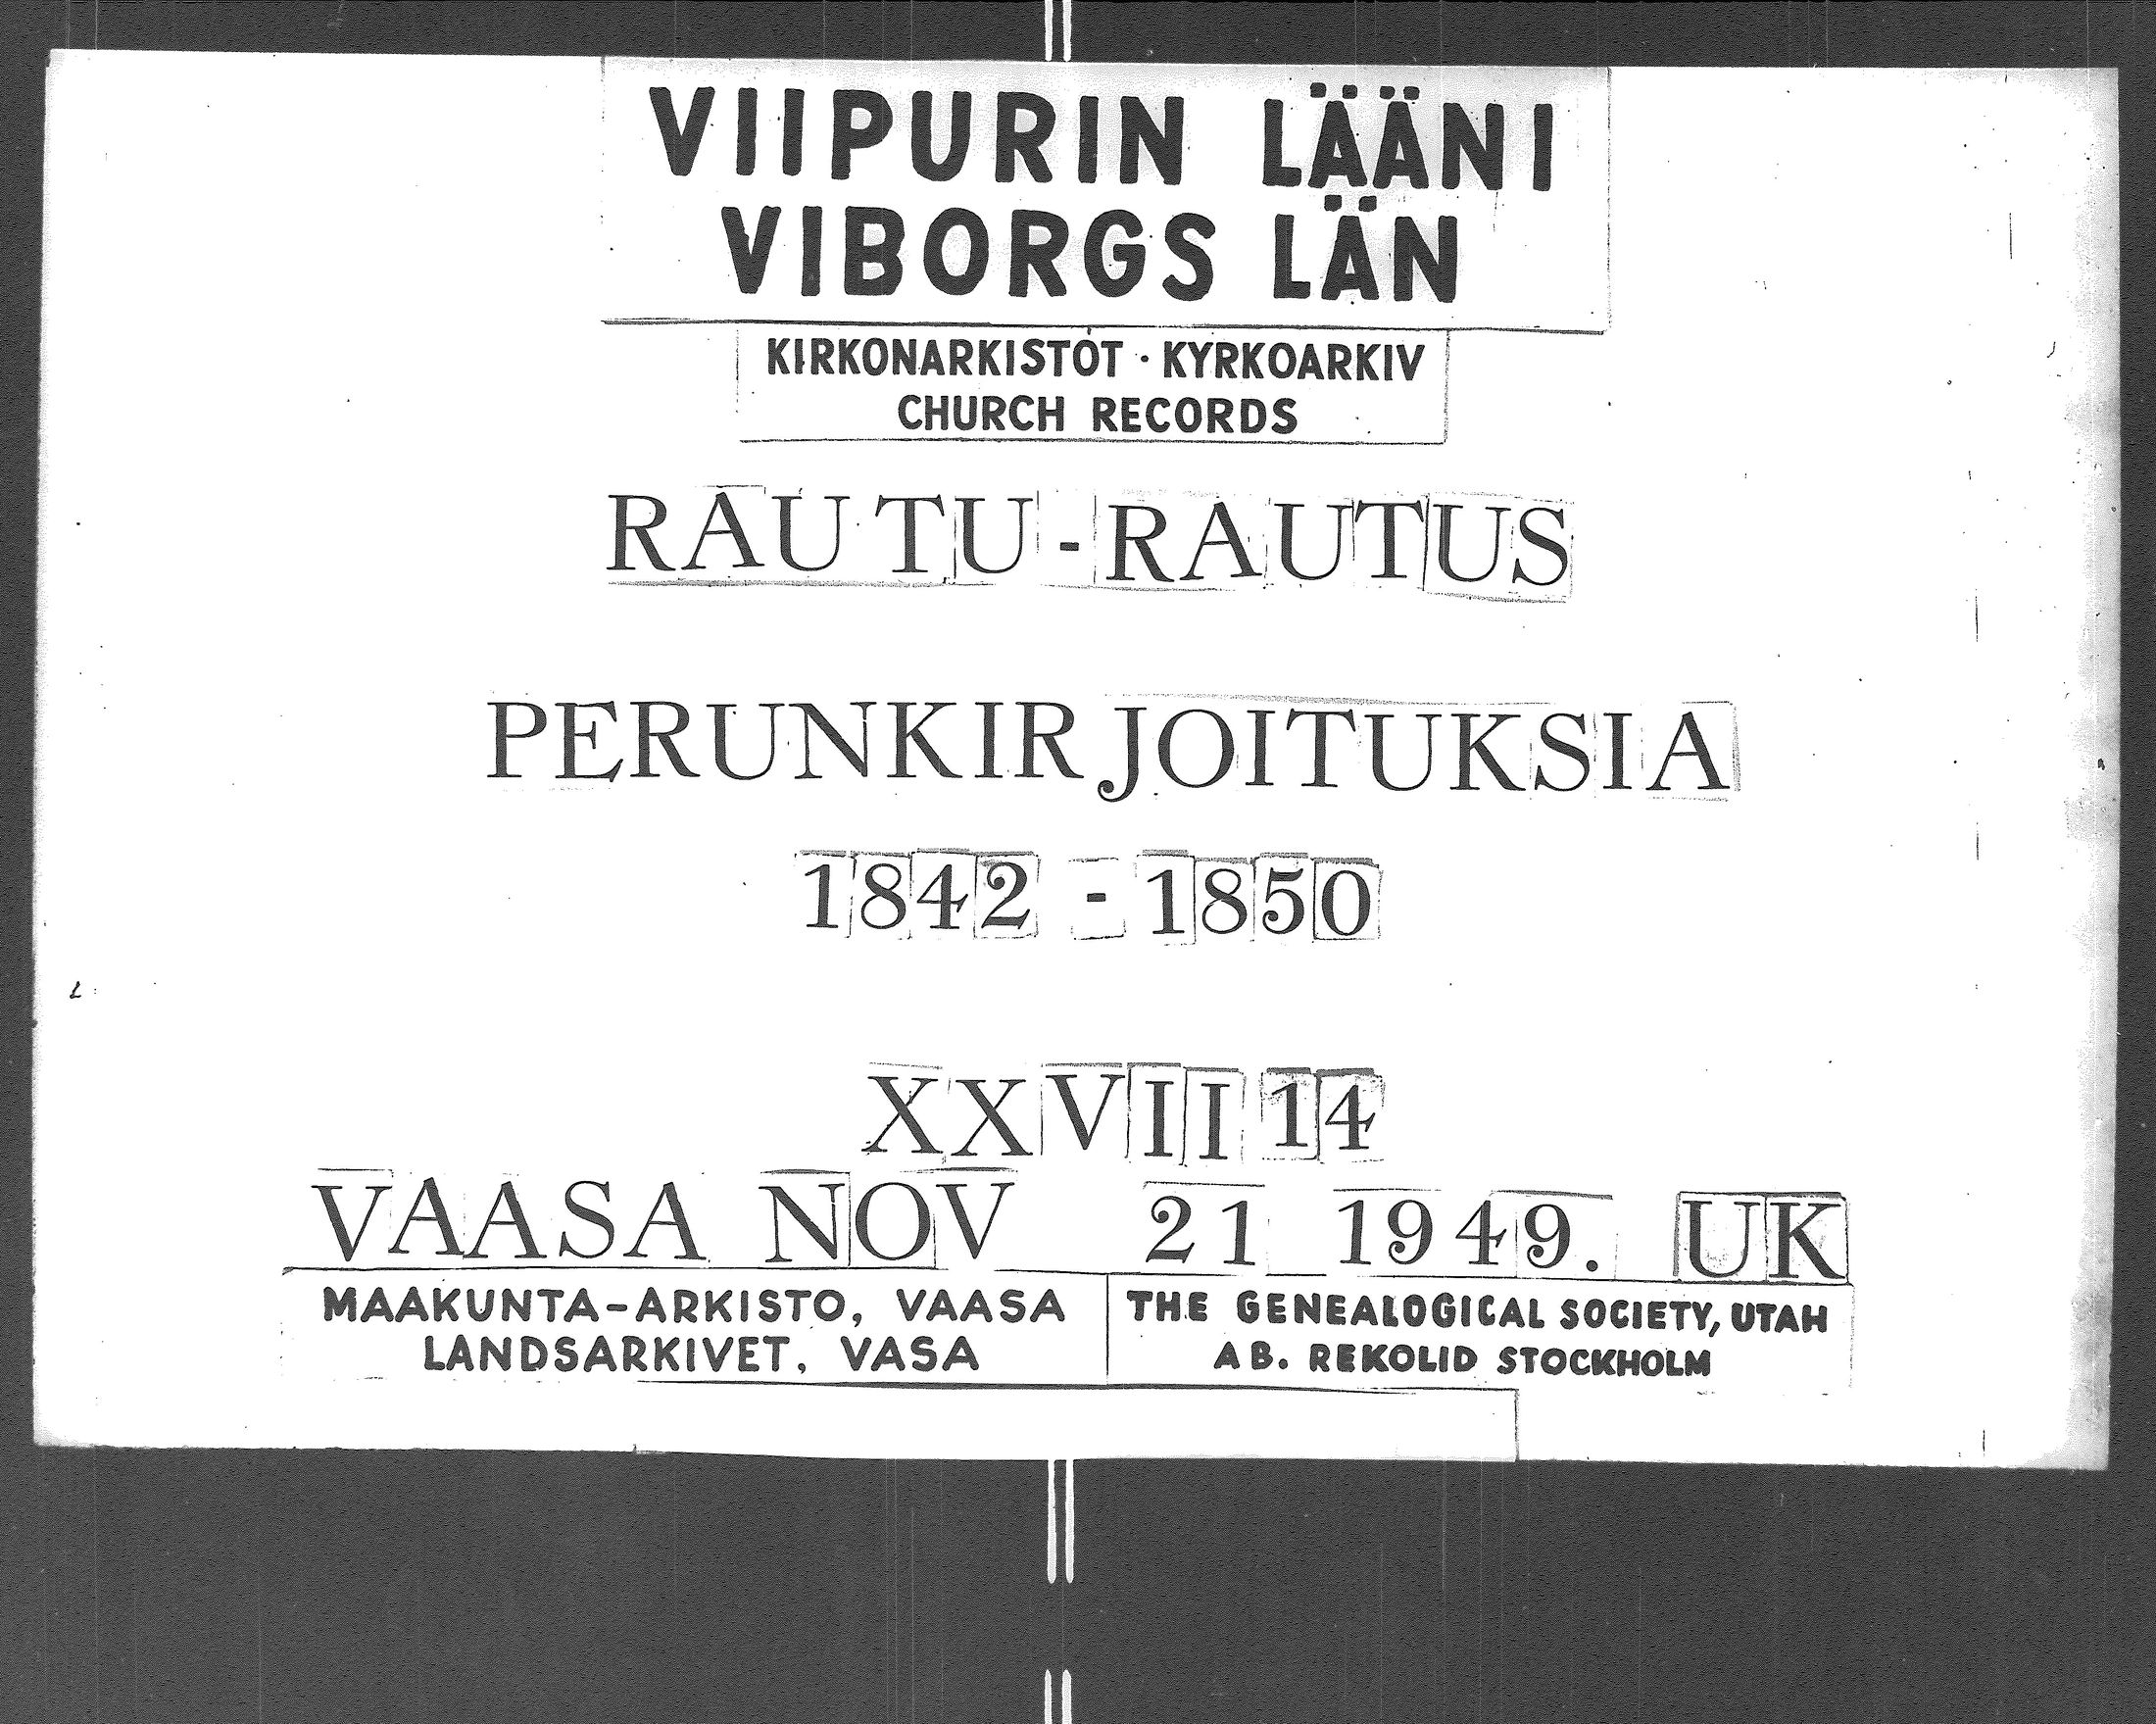 VIIPURIN LÄÄNI
VIBORGS LÄN
KIRKONARKISTOT · KYRKOARKIV
CHURCH RECORDS
RAUTU - RAUTUS
PERUNKIRJOITUKSIA
1842 - 1850
XXVII 14
VAASA NOV 21 1949. UK
MAAKUNTA-ARKISTO, VAASA
LANDSARKIVET, VASA
THE GENEALOGICAL SOCIETY, UTAH
AB. REKOLID STOCKHOLM